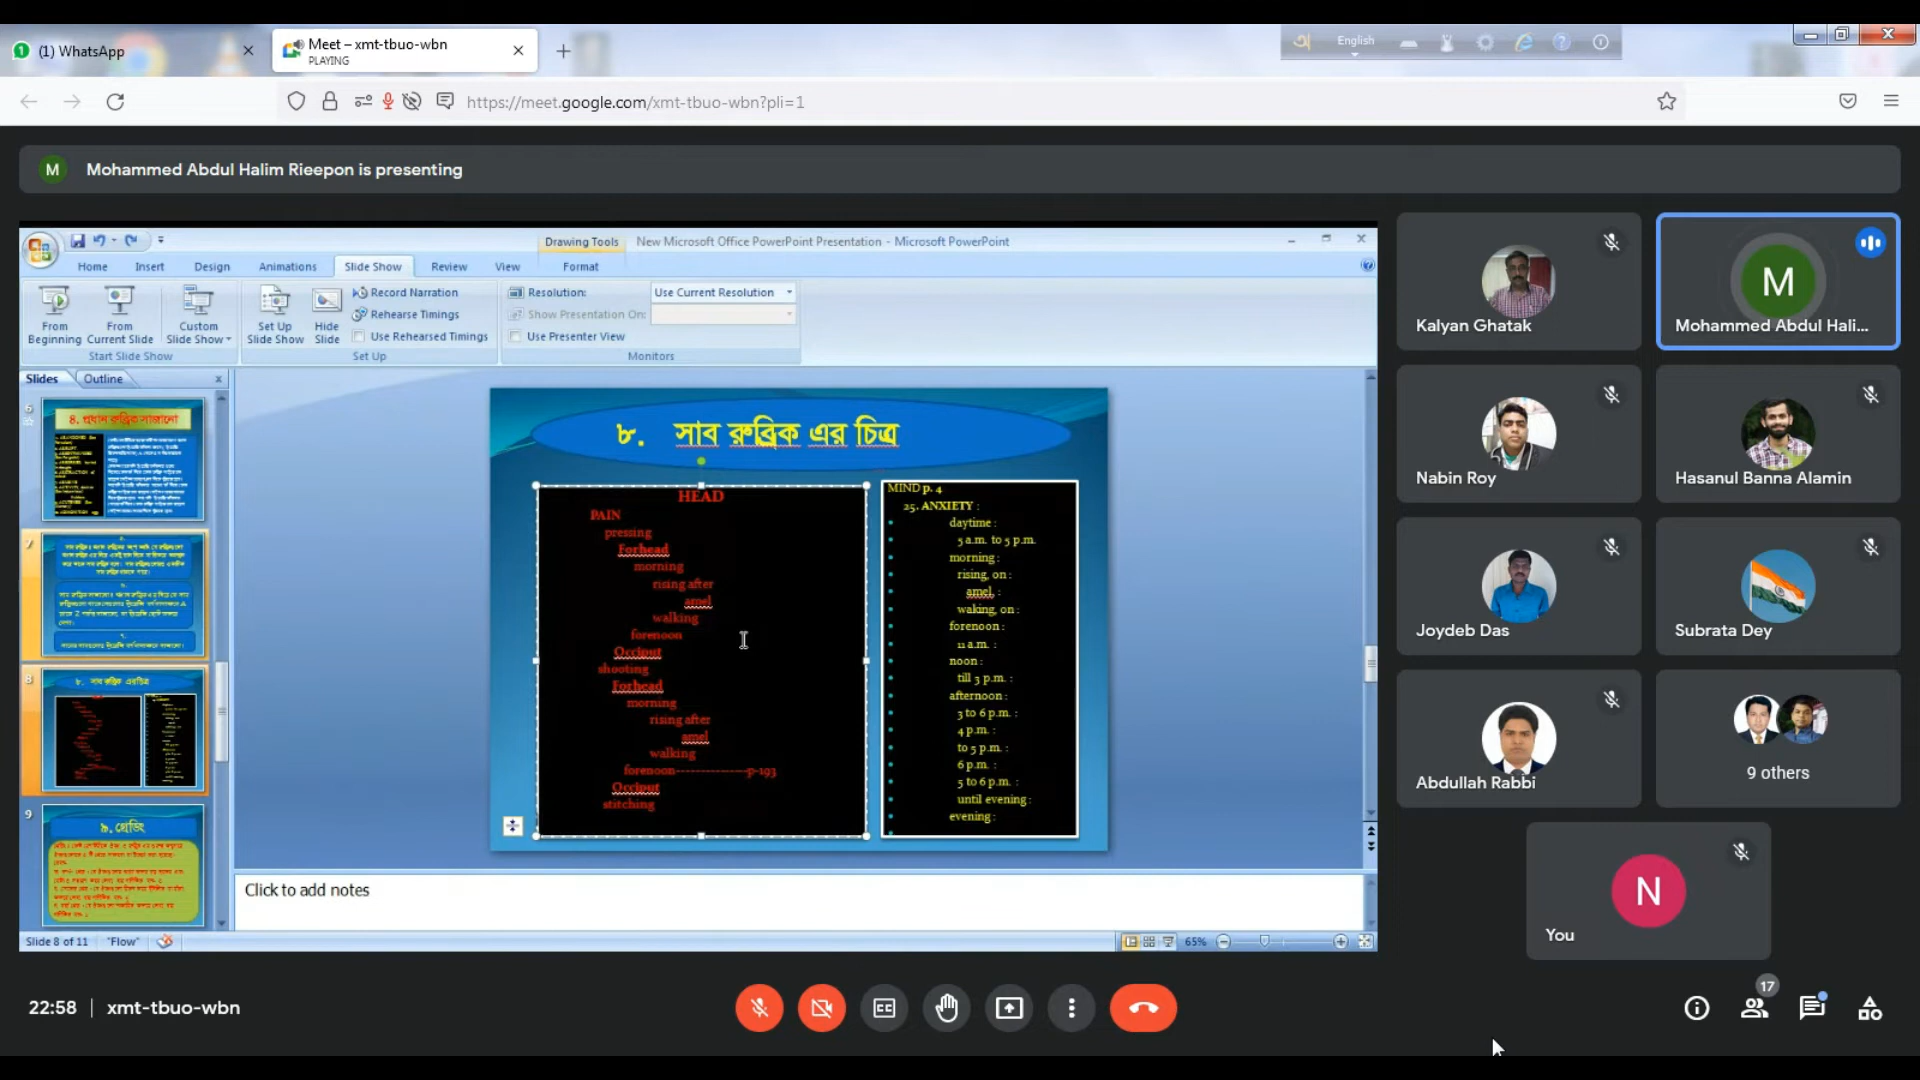 (1) WhatsApp
Meet – xmt-tbuo-wbn
PLAYING
English
https://meet.google.com/xmt-tbuo-wbn?pli=1
M
Mohammed Abdul Halim Rieepon is presenting
Drawing Tools
New Microsoft Office PowerPoint Presentation - Microsoft PowerPoint
Home Insert Design Animations Slide Show Review View Format
From Beginning
From Current Slide
Custom Slide Show
Start Slide Show
Set Up Slide Show
Hide Slide
Record Narration
Rehearse Timings
Use Rehearsed Timings
Set Up
Resolution: Use Current Resolution
Show Presentation On:
Use Presenter View
Monitors
Slides Outline
6
৪. প্রধান রুব্রিক সাজানো
7
8
৮. সাব রুব্রিক এর চিত্র
9
৯. গ্রেডিং
৮. সাব রুব্রিক এর চিত্র
HEAD
PAIN
pressing
Forhead
morning
rising after
amel
walking
forenoon
Occiput
shooting
Forhead
morning
rising after
amel
walking
forenoon-----------------p-193
Occiput
stitching
MIND p. 4
25. ANXIETY :
daytime :
5 a.m. to 5 p.m.
morning :
rising, on :
amel, :
waking, on :
forenoon :
11 a.m. :
noon :
till 3 p.m. :
afternoon :
3 to 6 p.m. :
4 p.m. :
to 5 p.m. :
6 p.m. :
5 to 6 p.m. :
until evening :
evening :
Click to add notes
Slide 8 of 11 "Flow"
65%
Kalyan Ghatak
M
Mohammed Abdul Hali...
Nabin Roy
Hasanul Banna Alamin
Joydeb Das
Subrata Dey
Abdullah Rabbi
9 others
N
You
22:58 xmt-tbuo-wbn
17